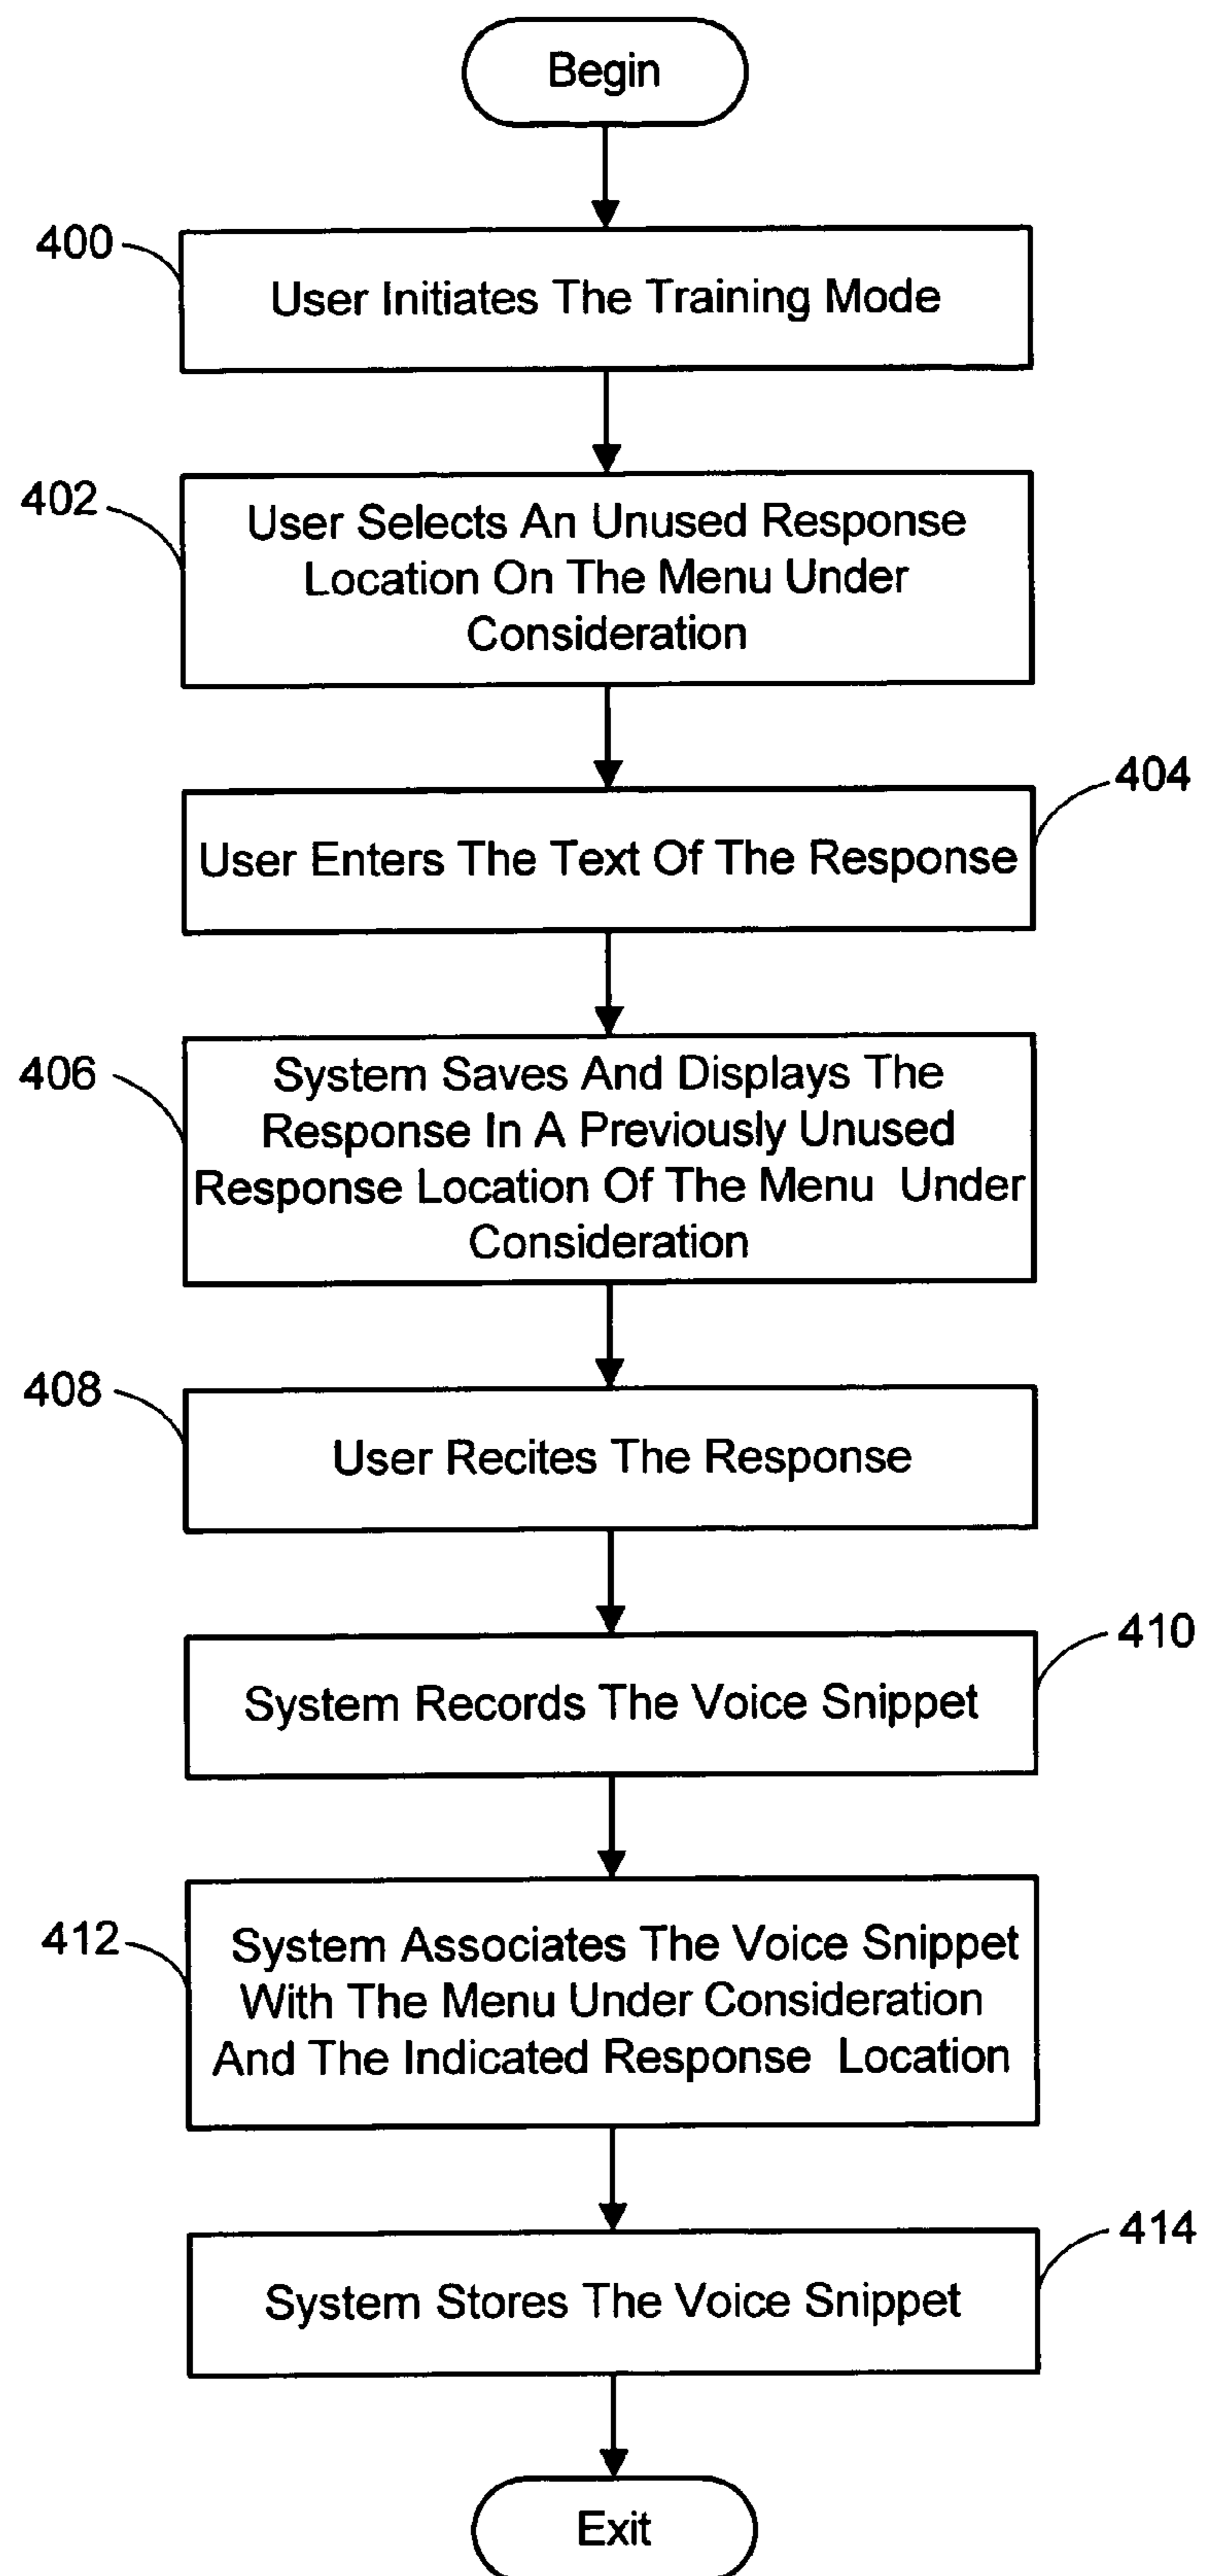 Begin
400
User Initiates The Training Mode
402
User Selects An Unused Response
Location On The Menu Under
Consideration
404
User Enters The Text Of The Response
406
System Saves And Displays The
Response In A Previously Unused
Response Location Of The Menu Under
Consideration
408
User Recites The Response
410
System Records The Voice Snippet
412
System Associates The Voice Snippet
With The Menu Under Consideration
And The Indicated Response Location
414
System Stores The Voice Snippet
Exit